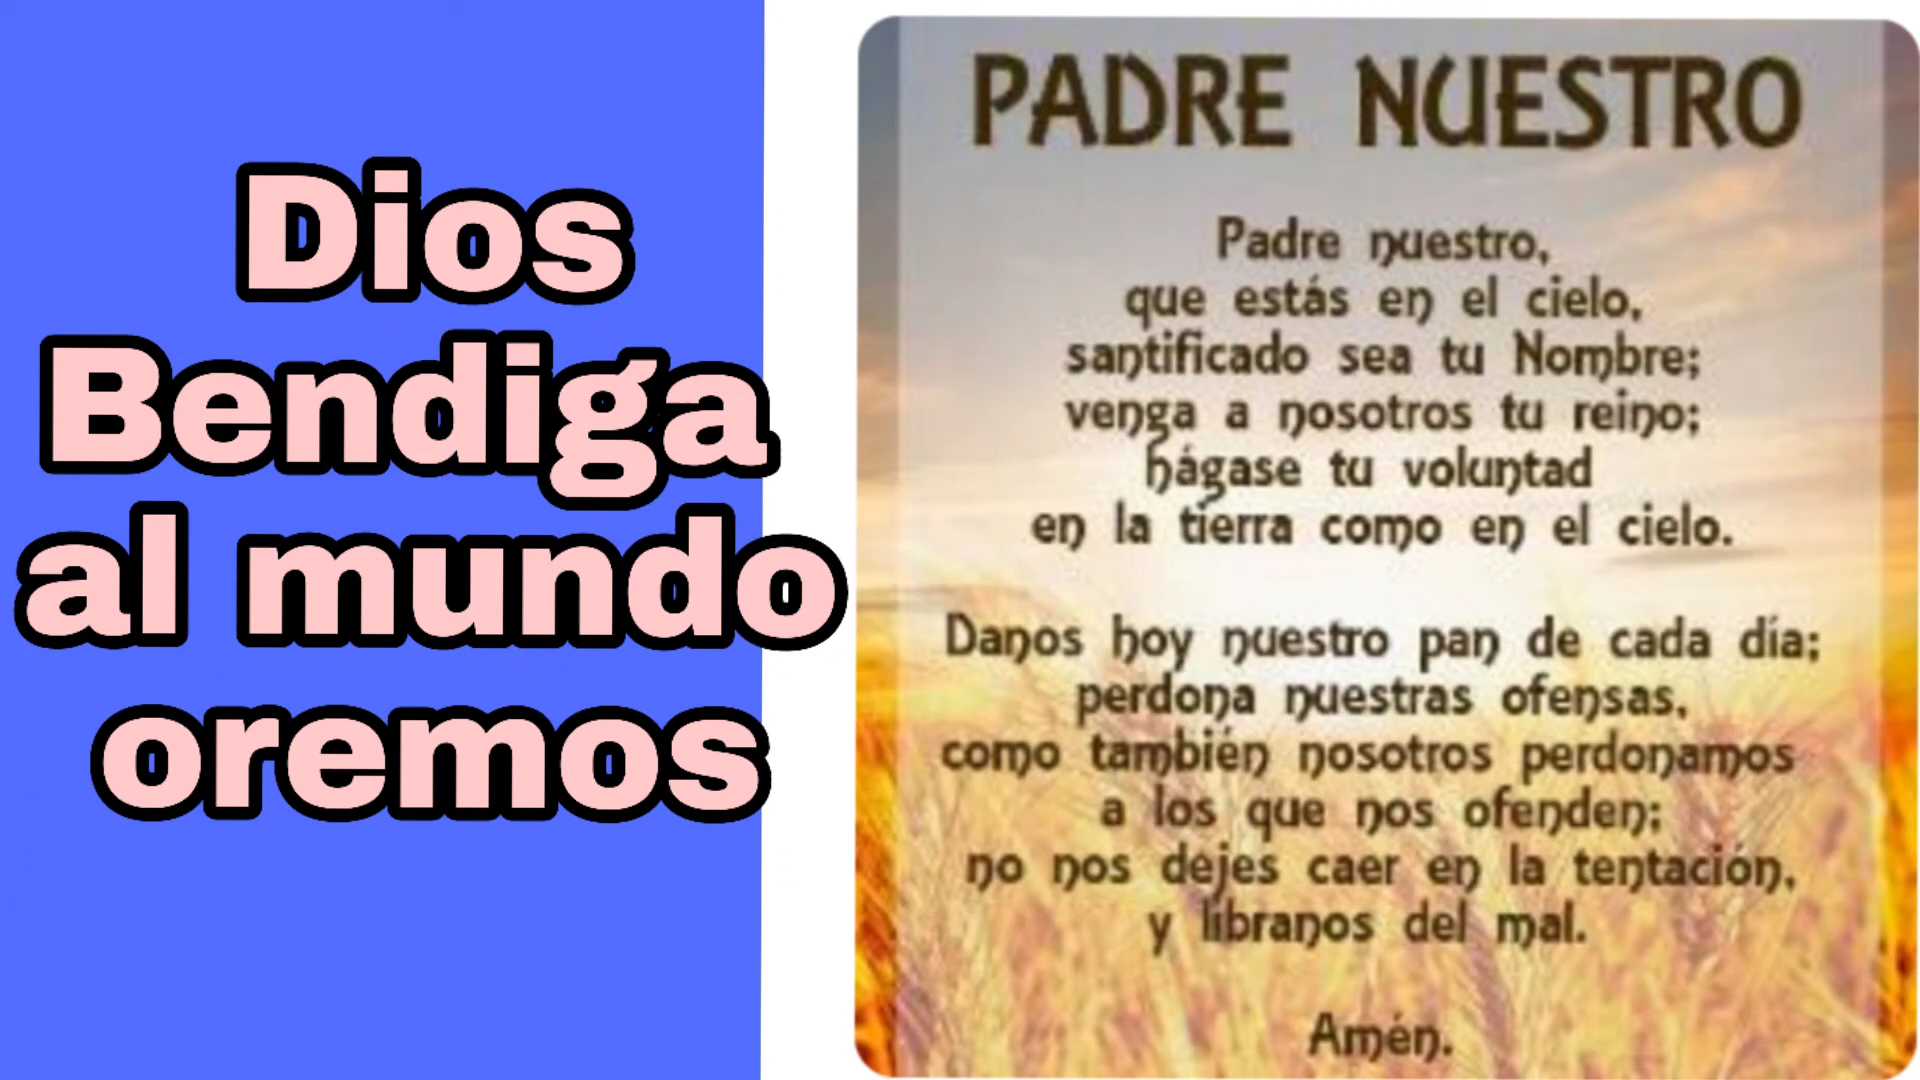 Dios
Bendiga
al mundo
oremos
PADRE NUESTRO
Padre nuestro,
que estás en el cielo,
santificado sea tu Nombre;
venga a nosotros tu reino;
hágase tu voluntad
en la tierra como en el cielo.
Danos hoy nuestro pan de cada día;
perdona nuestras ofensas,
como también nosotros perdonamos
a los que nos ofenden;
no nos dejes caer en la tentación,
y líbranos del mal.
Amén.